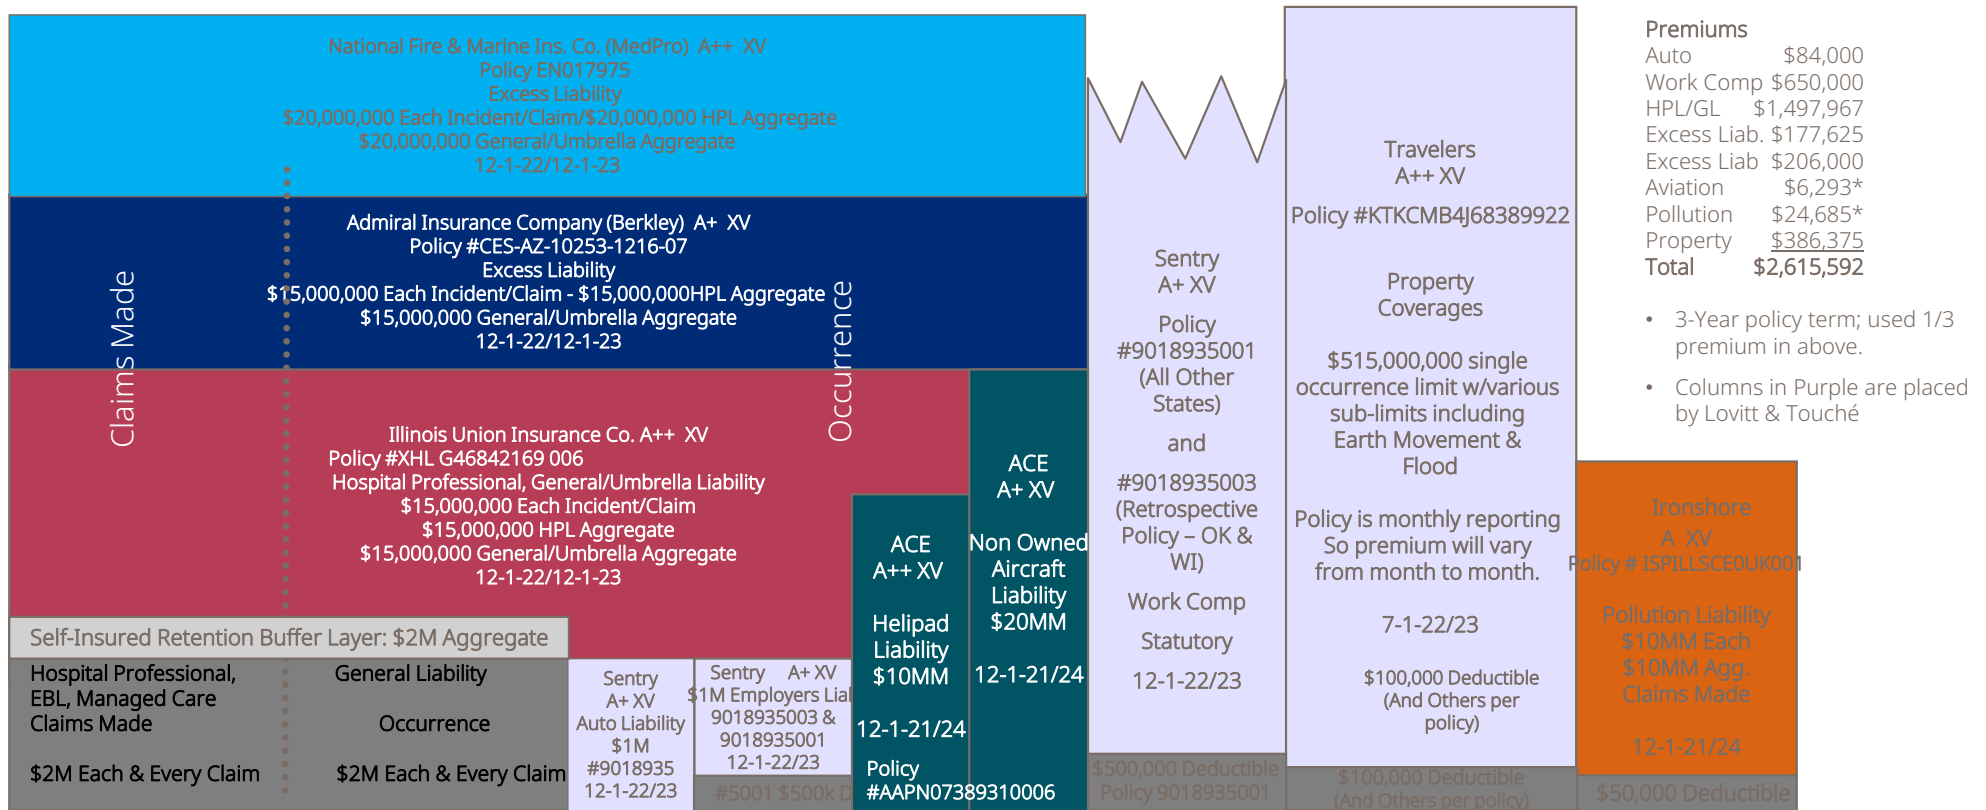 National Fire & Marine Ins. Co. (MedPro)  A++  XV
Policy EN017975
Excess Liability
$20,000,000 Each Incident/Claim/$20,000,000 HPL Aggregate
$20,000,000 General/Umbrella Aggregate
12-1-22/12-1-23
Admiral Insurance Company (Berkley)  A+  XV
Policy #CES-AZ-10253-1216-07
Excess Liability
$15,000,000 Each Incident/Claim - $15,000,000HPL Aggregate
$15,000,000 General/Umbrella Aggregate
12-1-22/12-1-23
Claims Made
Occurrence
Illinois Union Insurance Co. A++  XV
Policy #XHL G46842169 006
Hospital Professional, General/Umbrella Liability
$15,000,000 Each Incident/Claim
$15,000,000 HPL Aggregate
$15,000,000 General/Umbrella Aggregate
12-1-22/12-1-23
Self-Insured Retention Buffer Layer: $2M Aggregate
Hospital Professional,
EBL, Managed Care
Claims Made
$2M Each & Every Claim
General Liability
Occurrence
$2M Each & Every Claim
Sentry
A+ XV
Auto Liability
$1M
#9018935
12-1-22/23
Sentry    A+ XV
$1M Employers Liab
9018935003 &
9018935001
12-1-22/23
#5001 $500k D
ACE
A++ XV
Helipad
Liability
$10MM
12-1-21/24
Policy
#AAPN07389310006
ACE
A+ XV
Non Owned
Aircraft
Liability
$20MM
12-1-21/24
Sentry
A+ XV
Policy
#9018935001
(All Other
States)
and
#9018935003
(Retrospective
Policy – OK &
WI)
Work Comp
Statutory
12-1-22/23
$500,000 Deductible
Policy 9018935001
Travelers
A++ XV
Policy #KTKCMB4J68389922
Property
Coverages
$515,000,000 single
occurrence limit w/various
sub-limits including
Earth Movement &
Flood
Policy is monthly reporting
So premium will vary
from month to month.
7-1-22/23
$100,000 Deductible
(And Others per
policy)
$100,000 Deductible
(And Others per policy)
Ironshore
A  XV
Policy # ISPILLSCE0UK001
Pollution Liability
$10MM Each
$10MM Agg.
Claims Made
12-1-21/24
$50,000 Deductible
Premiums
Auto $84,000
Work Comp $650,000
HPL/GL $1,497,967
Excess Liab. $177,625
Excess Liab $206,000
Aviation $6,293*
Pollution $24,685*
Property $386,375
Total $2,615,592
• 3-Year policy term; used 1/3
premium in above.
• Columns in Purple are placed
by Lovitt & Touché